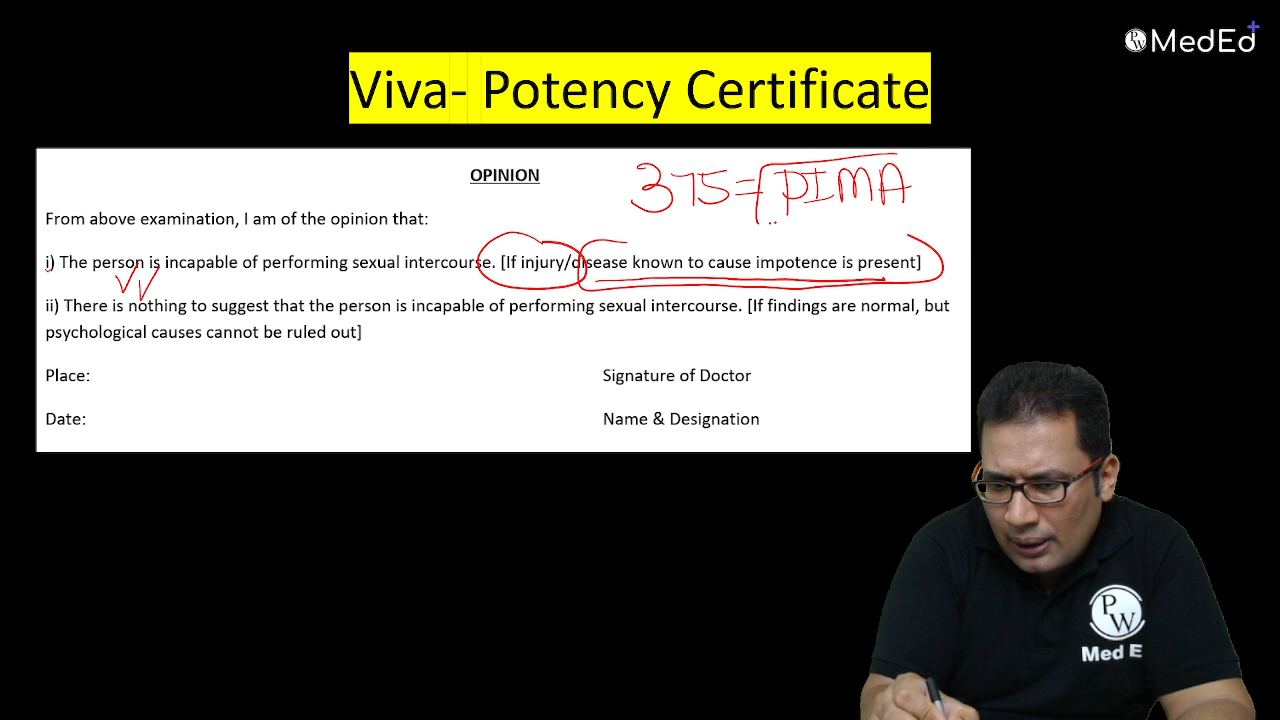 PW MedEd+
Viva- Potency Certificate
OPINION
375 = PIMA
From above examination, I am of the opinion that:
i) The person is incapable of performing sexual intercourse. [If injury/disease known to cause impotence is present]
ii) There is nothing to suggest that the person is incapable of performing sexual intercourse. [If findings are normal, but
psychological causes cannot be ruled out]
Place: Signature of Doctor
Date: Name & Designation
PW
Med E